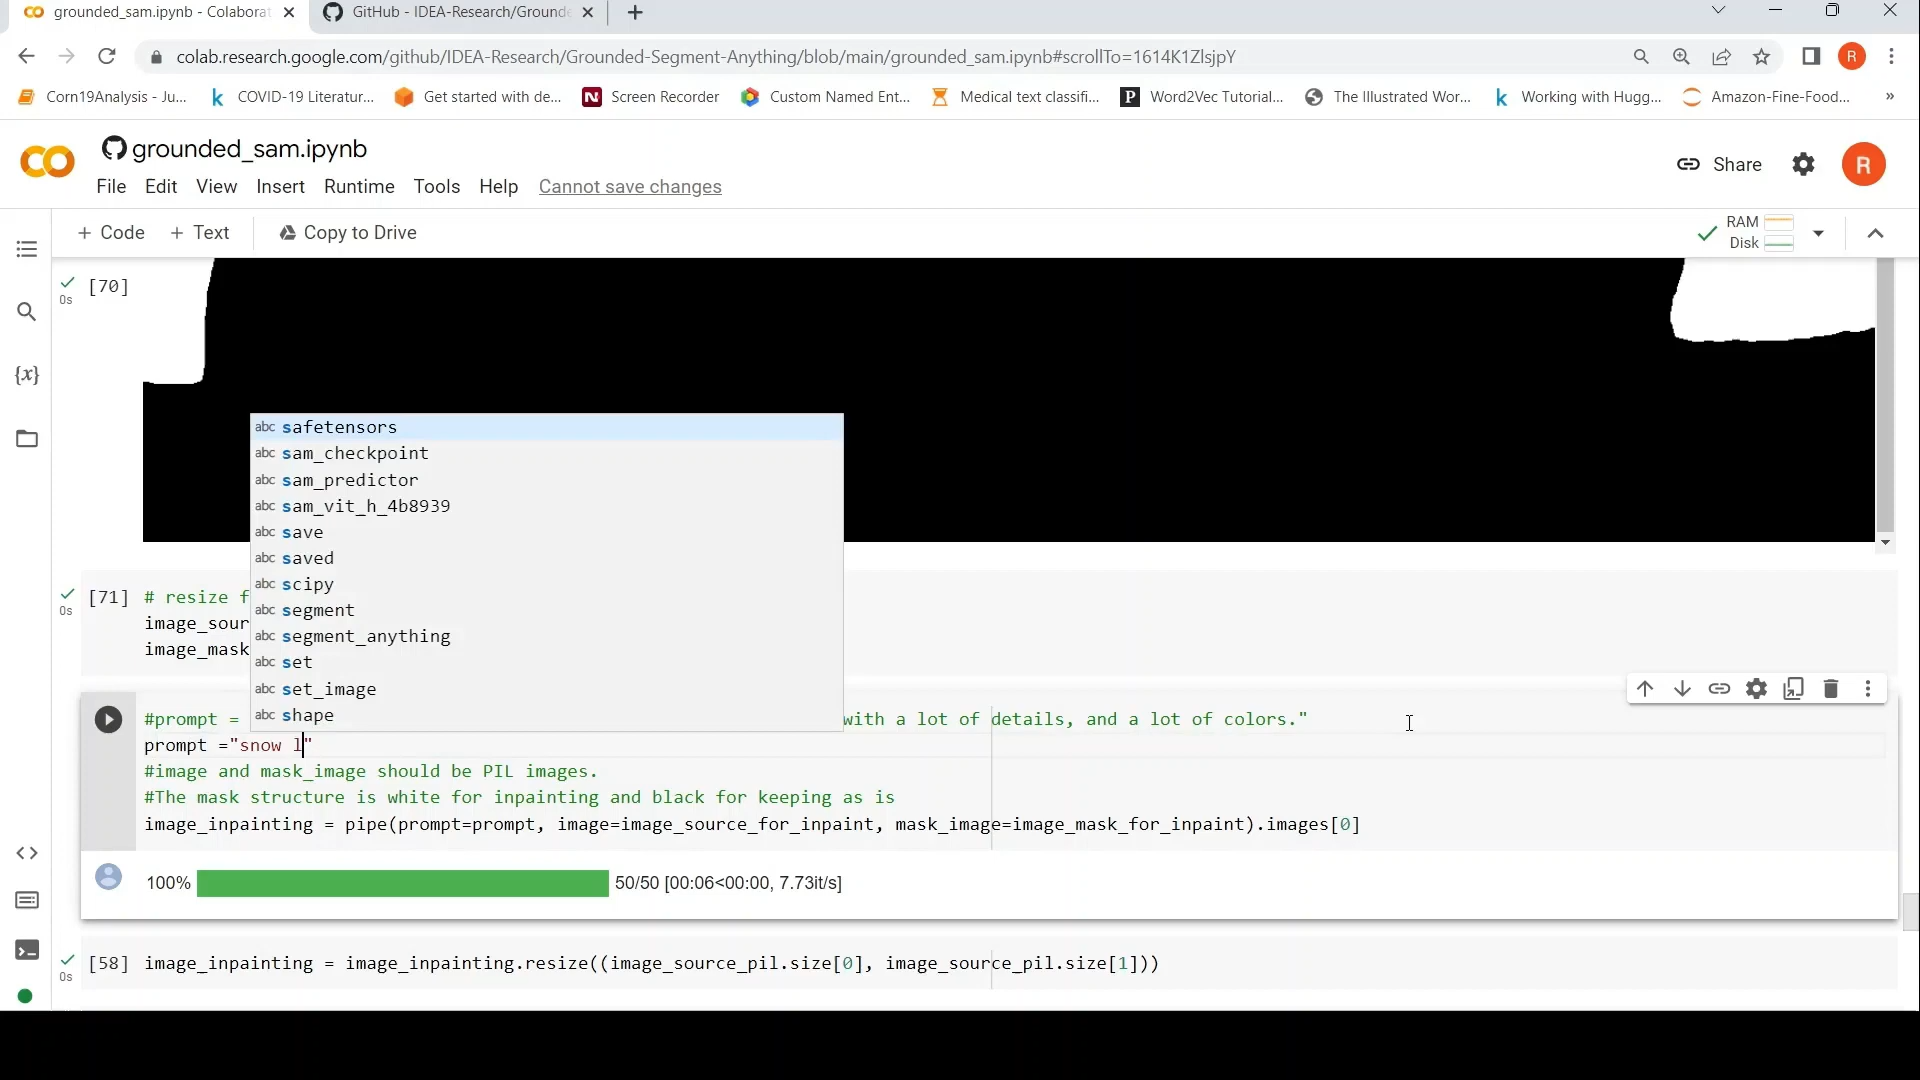 grounded_sam.ipynb - Colaborat
GitHub - IDEA-Research/Grounde
colab.research.google.com/github/IDEA-Research/Grounded-Segment-Anything/blob/main/grounded_sam.ipynb#scrollTo=1614K1ZlsjpY
R
Corn19Analysis - Ju...
COVID-19 Literatur...
Get started with de...
Screen Recorder
Custom Named Ent...
Medical text classifi...
Word2Vec Tutorial...
The Illustrated Wor...
Working with Hugg...
Amazon-Fine-Food...
»
grounded_sam.ipynb
Share
R
File Edit View Insert Runtime Tools Help Cannot save changes
+ Code + Text Copy to Drive
RAM
Disk
[70]
0s
safetensors
sam_checkpoint
sam_predictor
sam_vit_h_4b8939
save
saved
scipy
segment
segment_anything
set
set_image
shape
[71] # resize f
0s
image_sour
image_mask
#prompt = with a lot of details, and a lot of colors."
prompt ="snow l"
#image and mask_image should be PIL images.
#The mask structure is white for inpainting and black for keeping as is
image_inpainting = pipe(prompt=prompt, image=image_source_for_inpaint, mask_image=image_mask_for_inpaint).images[0]
100% 50/50 [00:06<00:00, 7.73it/s]
[58] image_inpainting = image_inpainting.resize((image_source_pil.size[0], image_source_pil.size[1]))
0s